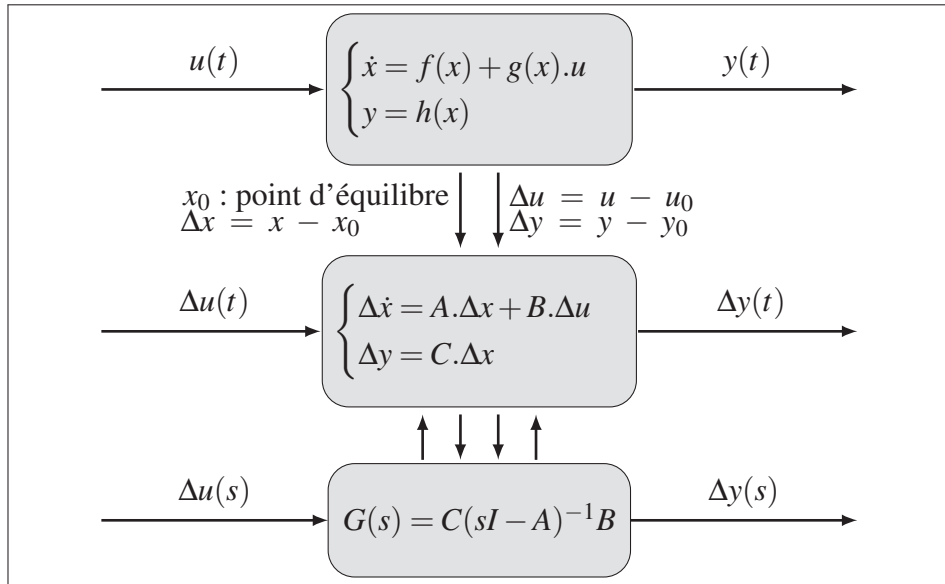 u(t)
ẋ = f(x) + g(x).u
y(t)
y = h(x)
x₀ : point d'équilibre
Δx = x − x₀
Δu = u − u₀
Δy = y − y₀
Δu(t)
Δẋ = A.Δx + B.Δu
Δy(t)
Δy = C.Δx
Δu(s)
G(s) = C(sI − A)⁻¹B
Δy(s)